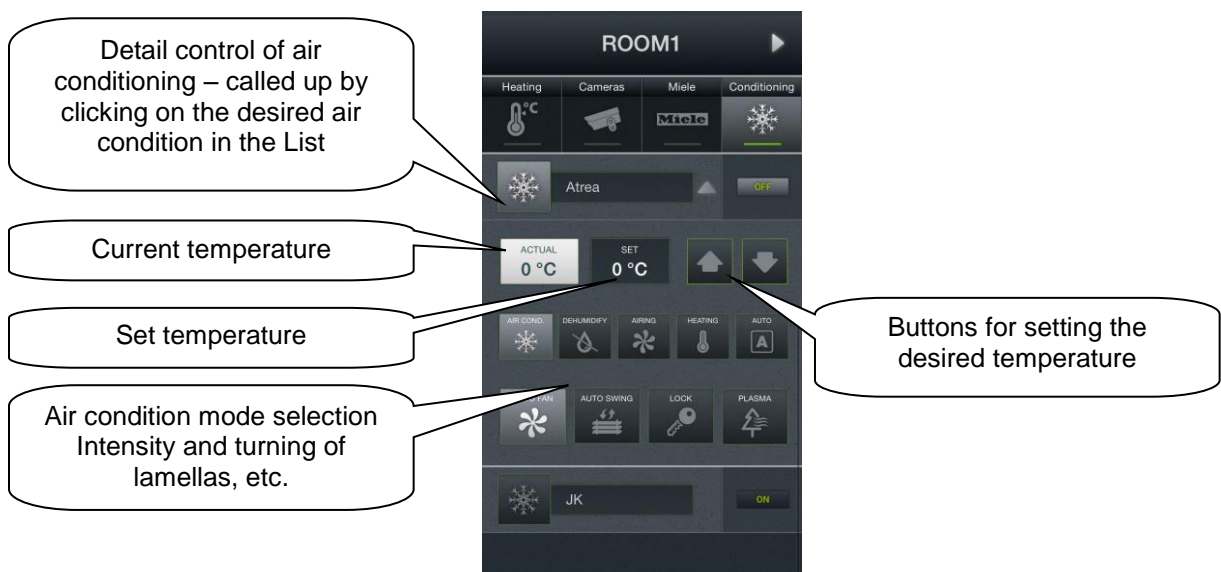 Detail control of air
conditioning – called up by
clicking on the desired air
condition in the List
Current temperature
Set temperature
Air condition mode selection
Intensity and turning of
lamellas, etc.
ROOM1
Heating Cameras Miele Conditioning
°C Miele
Atrea OFF
ACTUAL SET
0 °C 0 °C
AIR COND. DEHUMIDIFY AIRING HEATING AUTO
A
FAN AUTO SWING LOCK PLASMA
JK ON
Buttons for setting the
desired temperature